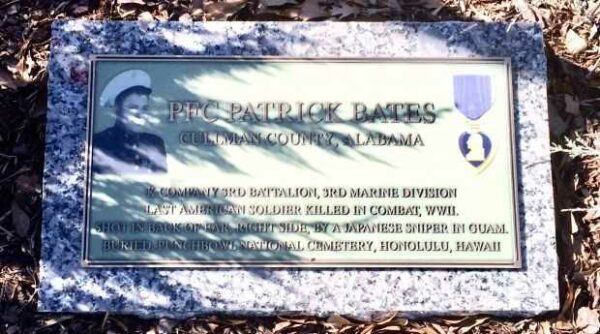 PFC PATRICK BATES
CULLMAN COUNTY, ALABAMA
K COMPANY 3RD BATTALION, 3RD MARINE DIVISION
LAST AMERICAN SOLDIER KILLED IN COMBAT, WWII.
SHOT IN BACK OF EAR, RIGHT SIDE, BY A JAPANESE SNIPER IN GUAM.
BURIED: PUNCHBOWL NATIONAL CEMETERY, HONOLULU, HAWAII